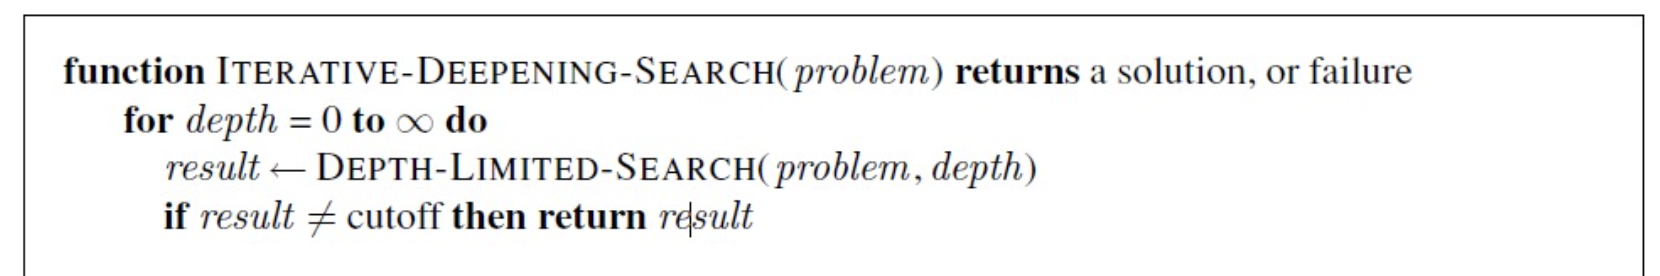 function ITERATIVE-DEEPENING-SEARCH(problem) returns a solution, or failure
for depth = 0 to ∞ do
result ← DEPTH-LIMITED-SEARCH(problem, depth)
if result ≠ cutoff then return result